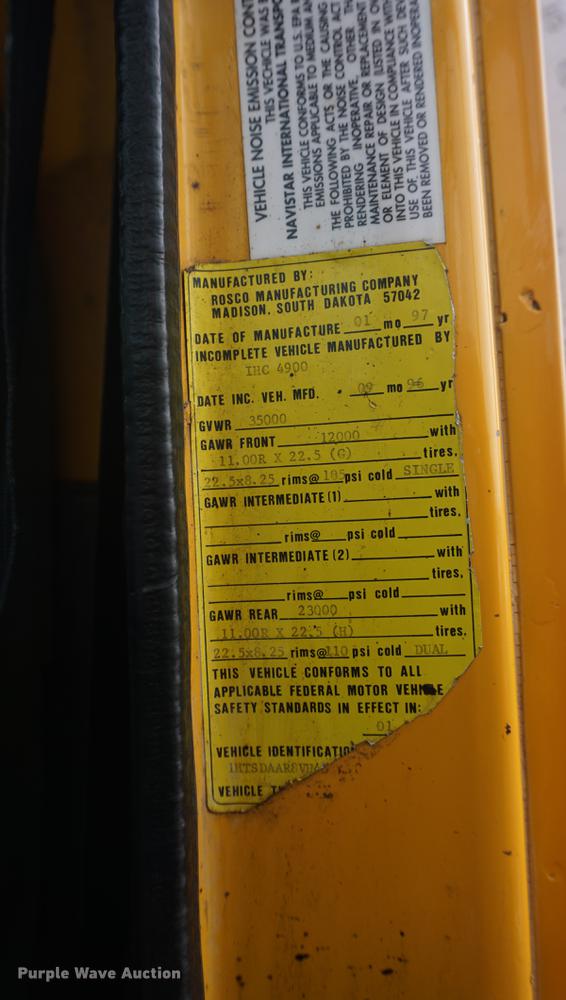 VEHICLE NOISE EMISSION CONT
THIS VECHICLE WAS
NAVISTAR INTERNATIONAL TRANSPO
THIS VEHICLE CONFORMS TO U.S. EPA
EMISSIONS APPLICABLE TO MEDIUM AN
THE FOLLOWING ACTS OR THE CAUSING
PROHIBITED BY THE NOISE CONTROL ACT
RENDERING INOPERATIVE, OTHER TH
MAINTENANCE REPAIR OR REPLACEMENT
OR ELEMENT OF DESIGN (LISTED IN OW
INTO THIS VEHICLE IN COMPLIANCE WITH
USE OF, THIS VEHICLE AFTER SUCH DEV
BEEN REMOVED OR RENDERED INOPERA
MANUFACTURED BY:
ROSCO MANUFACTURING COMPANY
MADISON, SOUTH DAKOTA 57042
DATE OF MANUFACTURE 01 mo 97 yr
INCOMPLETE VEHICLE MANUFACTURED BY
IHC 4900
DATE INC. VEH. MFD. 09 mo 96 yr
GVWR 35000
GAWR FRONT 12000 with
11.00R X 22.5 (G) tires,
22.5x8.25 rims@ 105 psi cold SINGLE
GAWR INTERMEDIATE (1) with
tires,
rims@ psi cold
GAWR INTERMEDIATE (2) with
tires,
rims@ psi cold
GAWR REAR 23000 with
11.00R X 22.5 (H) tires.
22.5x8.25 rims@110 psi cold DUAL
THIS VEHICLE CONFORMS TO ALL
APPLICABLE FEDERAL MOTOR VEHICLE
SAFETY STANDARDS IN EFFECT IN:
01
VEHICLE IDENTIFICATIO
VEHICLE T
Purple Wave Auction